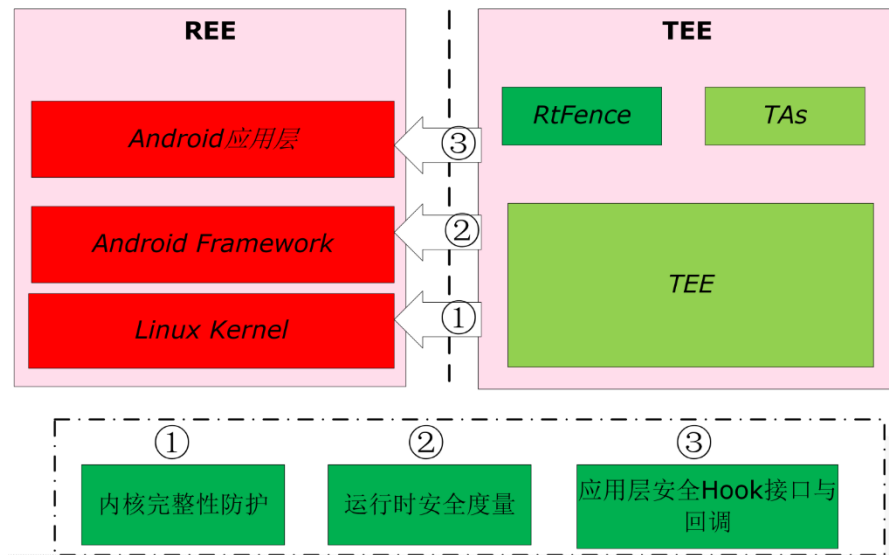 REE
TEE
Android应用层
Android Framework
Linux Kernel
③
②
①
RtFence
TAs
TEE
①
②
③
内核完整性防护
运行时安全度量
应用层安全Hook接口与
回调